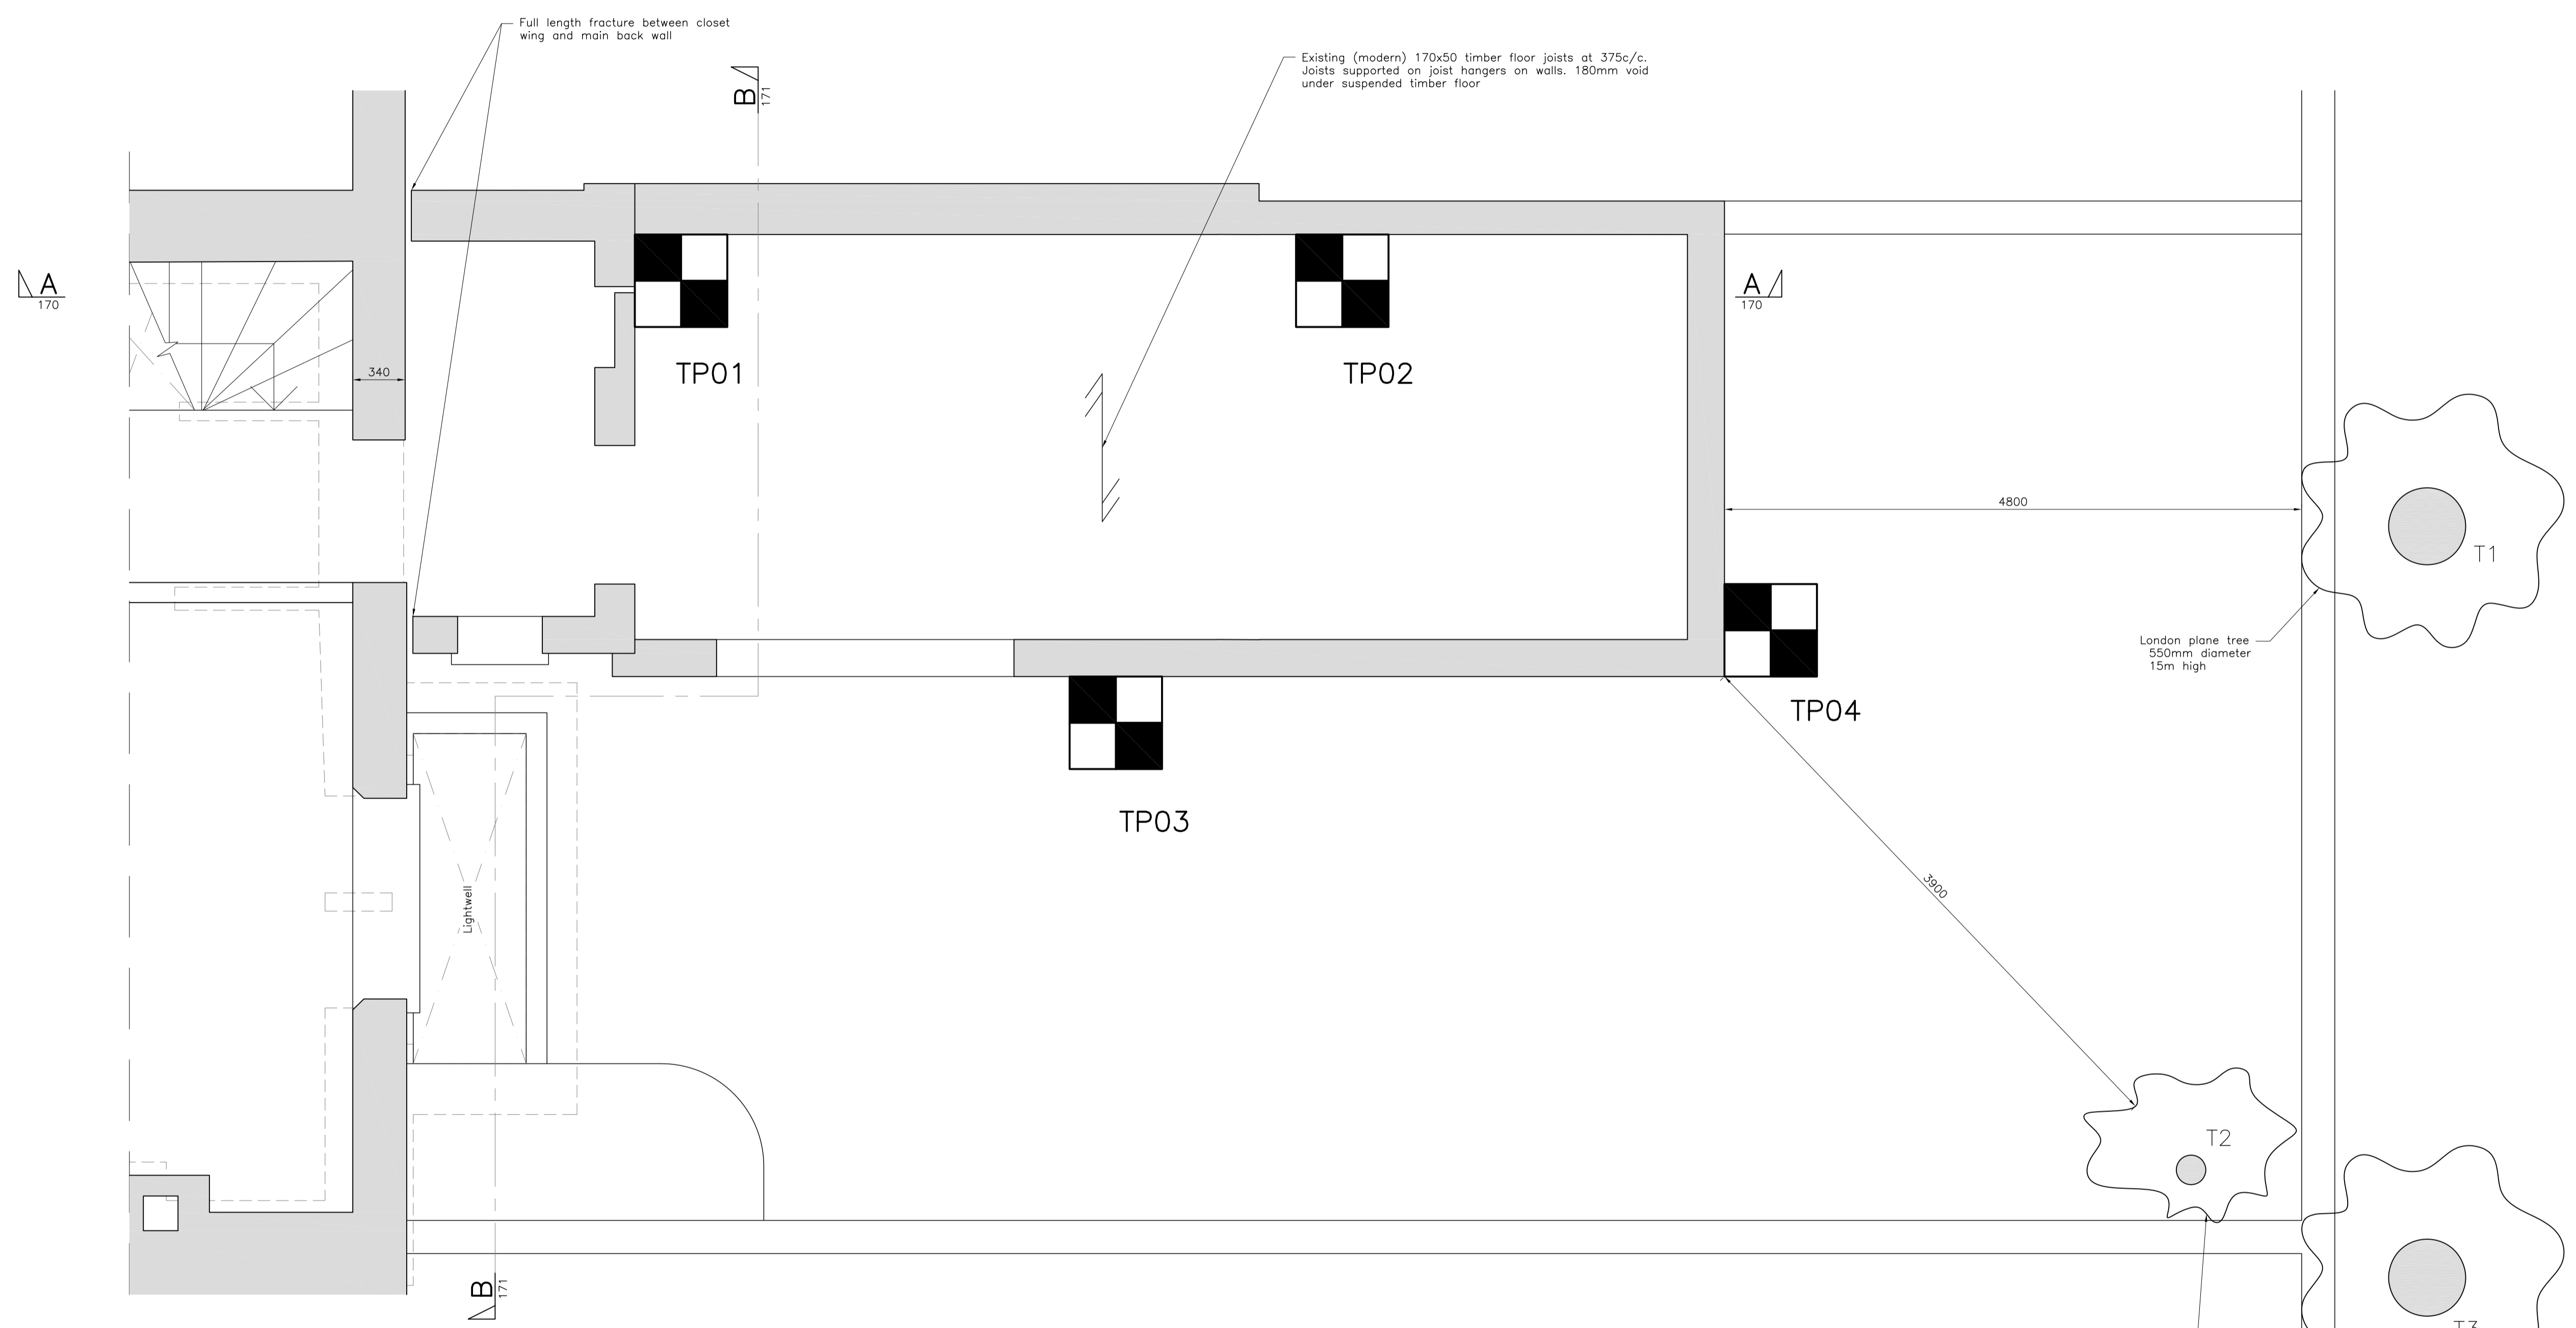 Full length fracture between closet
wing and main back wall
Existing (modern) 170x50 timber floor joists at 375c/c.
Joists supported on joist hangers on walls. 180mm void
under suspended timber floor
B
171
A
170
A
170
340
TP01
TP02
4800
T1
London plane tree
550mm diameter
15m high
TP04
TP03
3900
Lightwell
T2
B
171